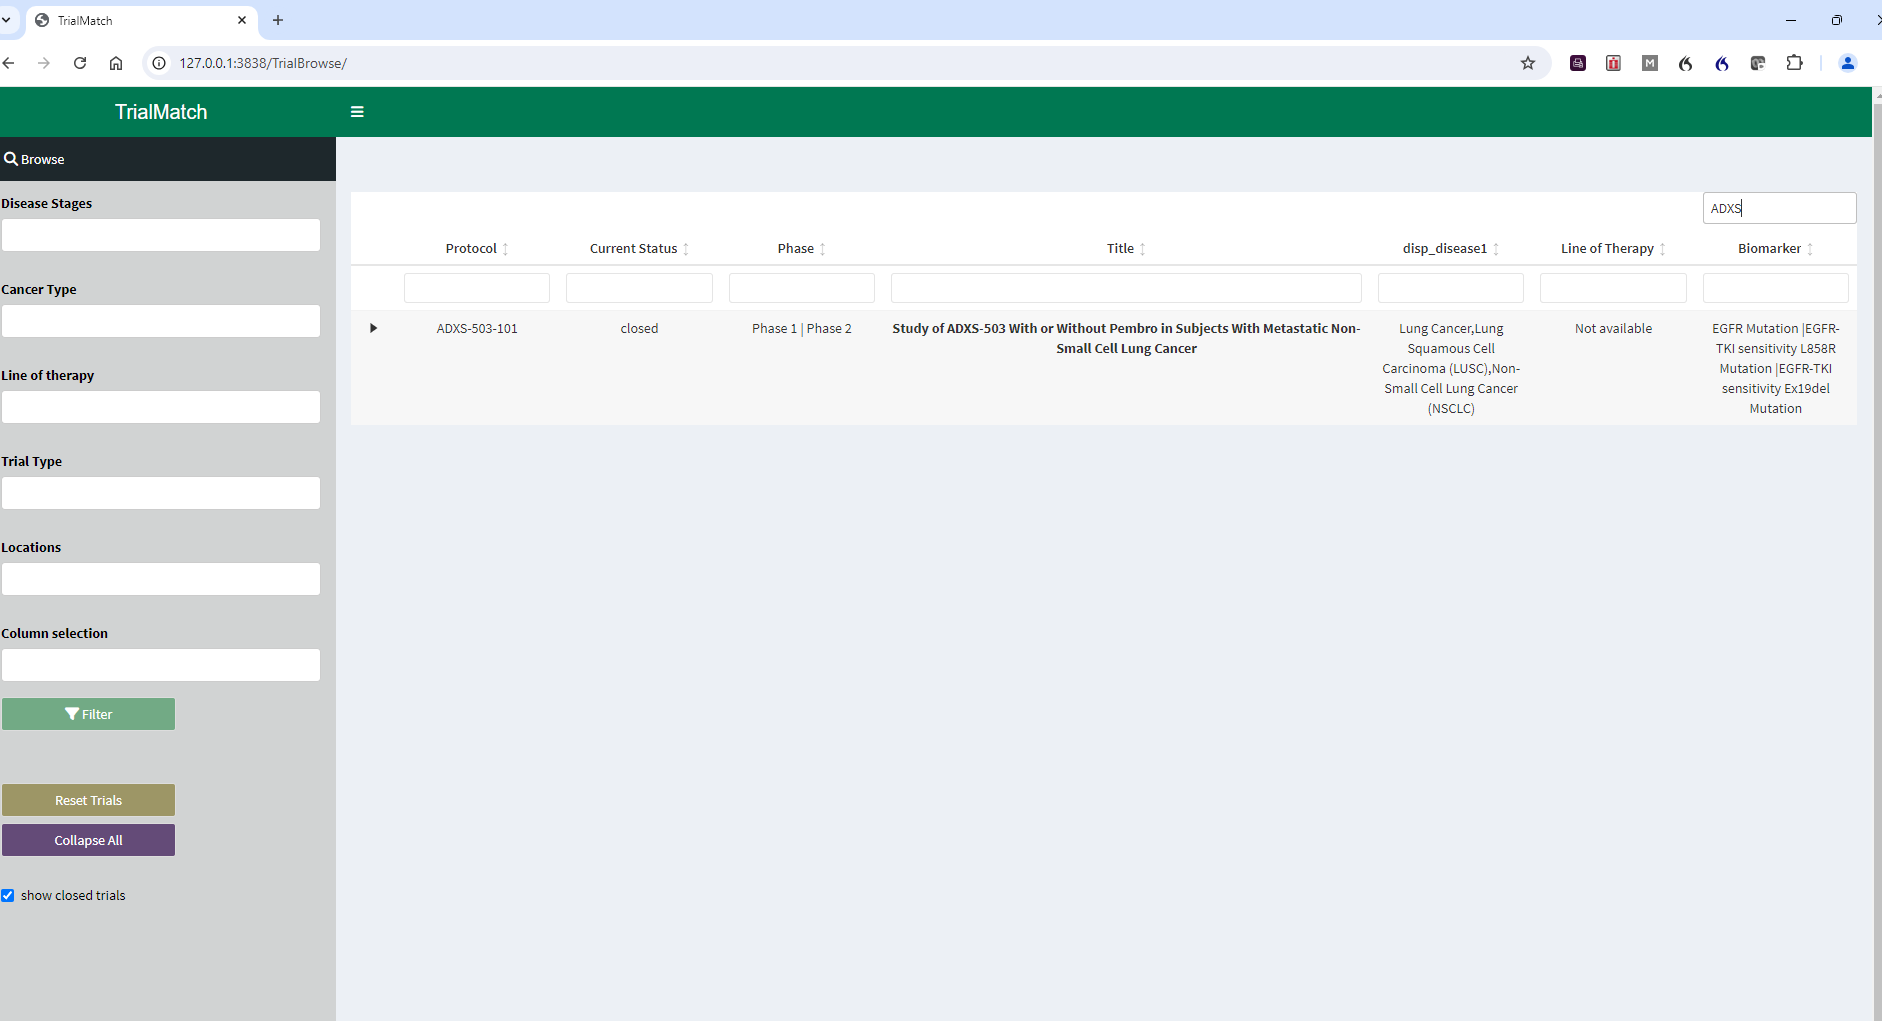 TrialMatch
127.0.0.1:3838/TrialBrowse/
TrialMatch
Browse
Disease Stages
Cancer Type
Line of therapy
Trial Type
Locations
Column selection
Filter
Reset Trials
Collapse All
show closed trials
ADXS
Protocol Current Status Phase Title disp_disease1 Line of Therapy Biomarker
ADXS-503-101
closed
Phase 1 | Phase 2
Study of ADXS-503 With or Without Pembro in Subjects With Metastatic Non-
Small Cell Lung Cancer
Lung Cancer,Lung
Squamous Cell
Carcinoma (LUSC),Non-
Small Cell Lung Cancer
(NSCLC)
Not available
EGFR Mutation |EGFR-
TKI sensitivity L858R
Mutation |EGFR-TKI
sensitivity Ex19del
Mutation